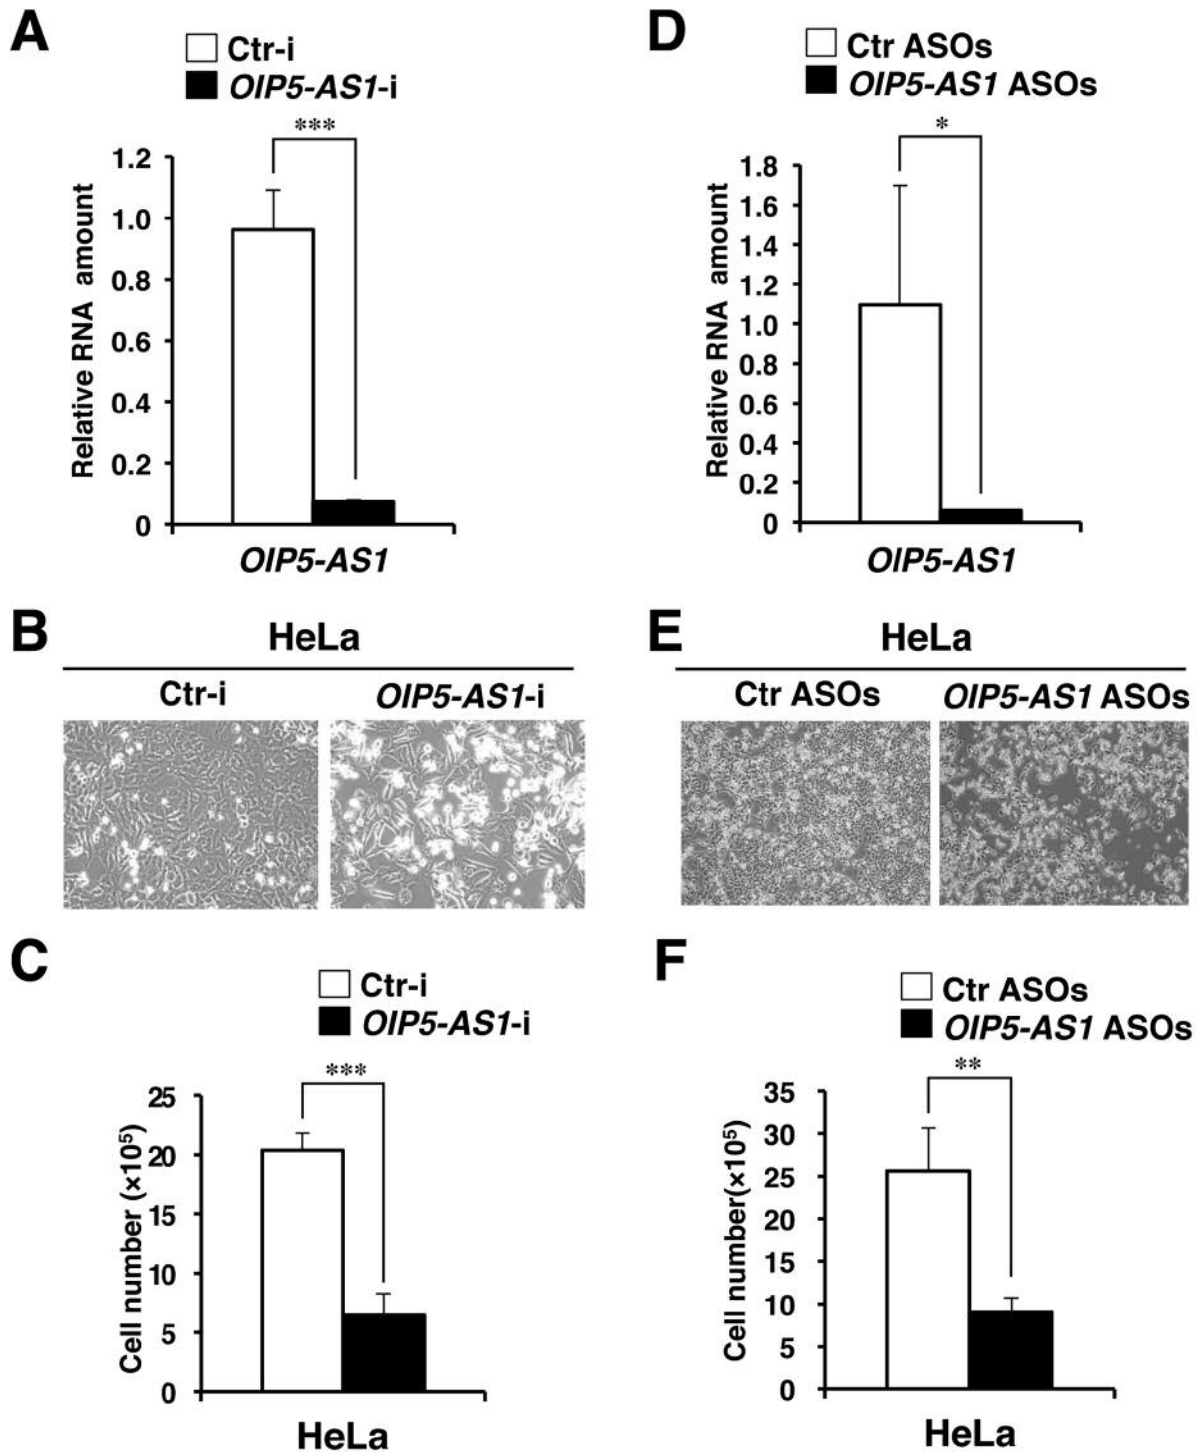 A
Ctr-i
OIP5-AS1-i
***
Relative RNA amount
1.2
1.0
0.8
0.6
0.4
0.2
0
OIP5-AS1
D
Ctr ASOs
OIP5-AS1 ASOs
*
Relative RNA amount
1.8
1.6
1.4
1.2
1.0
0.8
0.6
0.4
0.2
0
OIP5-AS1
B
HeLa
Ctr-i
OIP5-AS1-i
E
HeLa
Ctr ASOs
OIP5-AS1 ASOs
C
Ctr-i
OIP5-AS1-i
***
Cell number (×10⁵)
25
20
15
10
5
0
HeLa
F
Ctr ASOs
OIP5-AS1 ASOs
**
Cell number(×10⁵)
35
30
25
20
15
10
5
0
HeLa